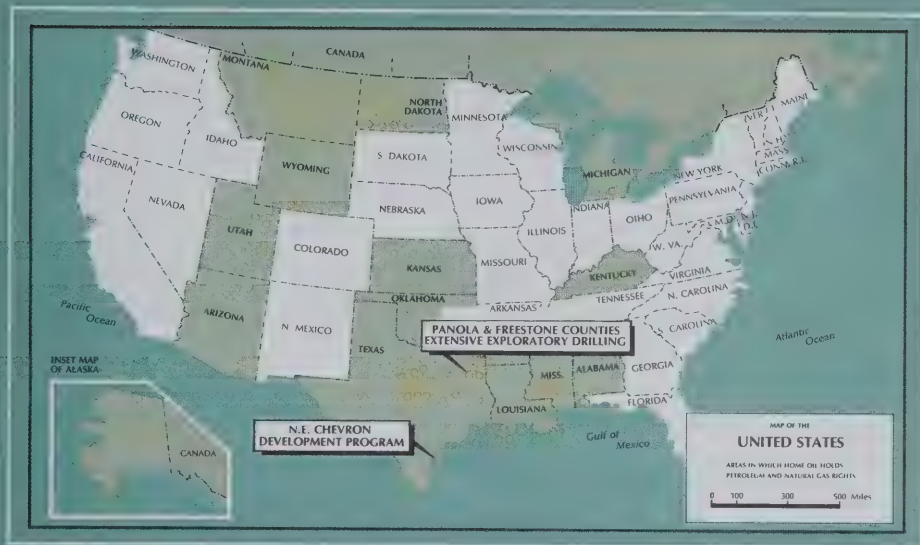 CANADA
WASHINGTON
MONTANA
NORTH
DAKOTA
MINNESOTA
MAINE
OREGON
IDAHO
VER.
N.H.
S DAKOTA
WISCONSIN
MASS.
WYOMING
MICHIGAN
NEW YORK
CONN.
R.I.
CALIFORNIA
NEVADA
NEBRASKA
IOWA
PENNSYLVANIA
UTAH
ILLINOIS
INDIANA
OIHO
M.D.
COLORADO
W. VA.
KANSAS
MISSOURI
KENTUCKY
VIRGINIA
OKLAHOMA
TENNESSEE
N. CAROLINA
ARIZONA
ARKANSAS
N. MEXICO
TEXAS
S. CAROLINA
Pacific
Ocean
PANOLA & FREESTONE COUNTIES
EXTENSIVE EXPLORATORY DRILLING
Atlantic
Ocean
MISS.
ALABAMA
GEORGIA
INSET MAP
OF ALASKA
LOUISIANA
FLORIDA
N.E. CHEVRON
DEVELOPMENT PROGRAM
Gulf of
Mexico
MAP OF THE
UNITED STATES
AREAS IN WHICH HOME OIL HOLDS
PETROLEUM AND NATURAL GAS RIGHTS
0 100 300 500 Miles
CANADA